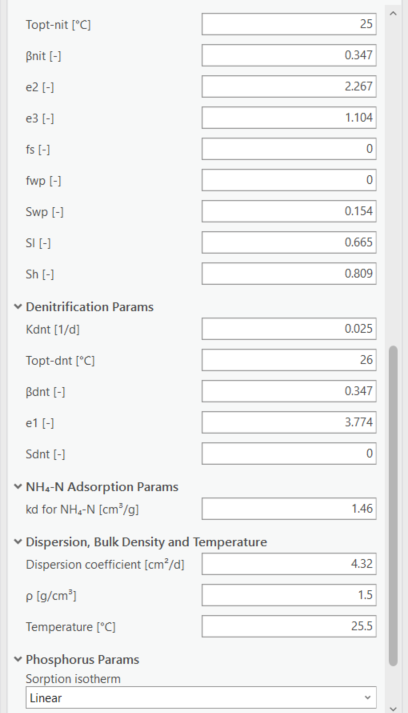 Topt-nit [°C] 25
βnit [-] 0.347
e2 [-] 2.267
e3 [-] 1.104
fs [-] 0
fwp [-] 0
Swp [-] 0.154
Sl [-] 0.665
Sh [-] 0.809
Denitrification Params
Kdnt [1/d] 0.025
Topt-dnt [°C] 26
βdnt [-] 0.347
e1 [-] 3.774
Sdnt [-] 0
NH₄-N Adsorption Params
kd for NH₄-N [cm³/g] 1.46
Dispersion, Bulk Density and Temperature
Dispersion coefficient [cm²/d] 4.32
ρ [g/cm³] 1.5
Temperature [°C] 25.5
Phosphorus Params
Sorption isotherm
Linear